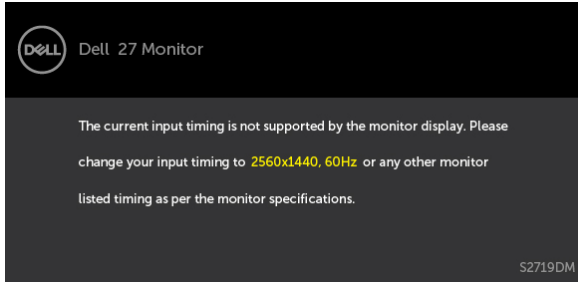 DELL
Dell 27 Monitor
The current input timing is not supported by the monitor display. Please
change your input timing to 2560x1440, 60Hz or any other monitor
listed timing as per the monitor specifications.
S2719DM